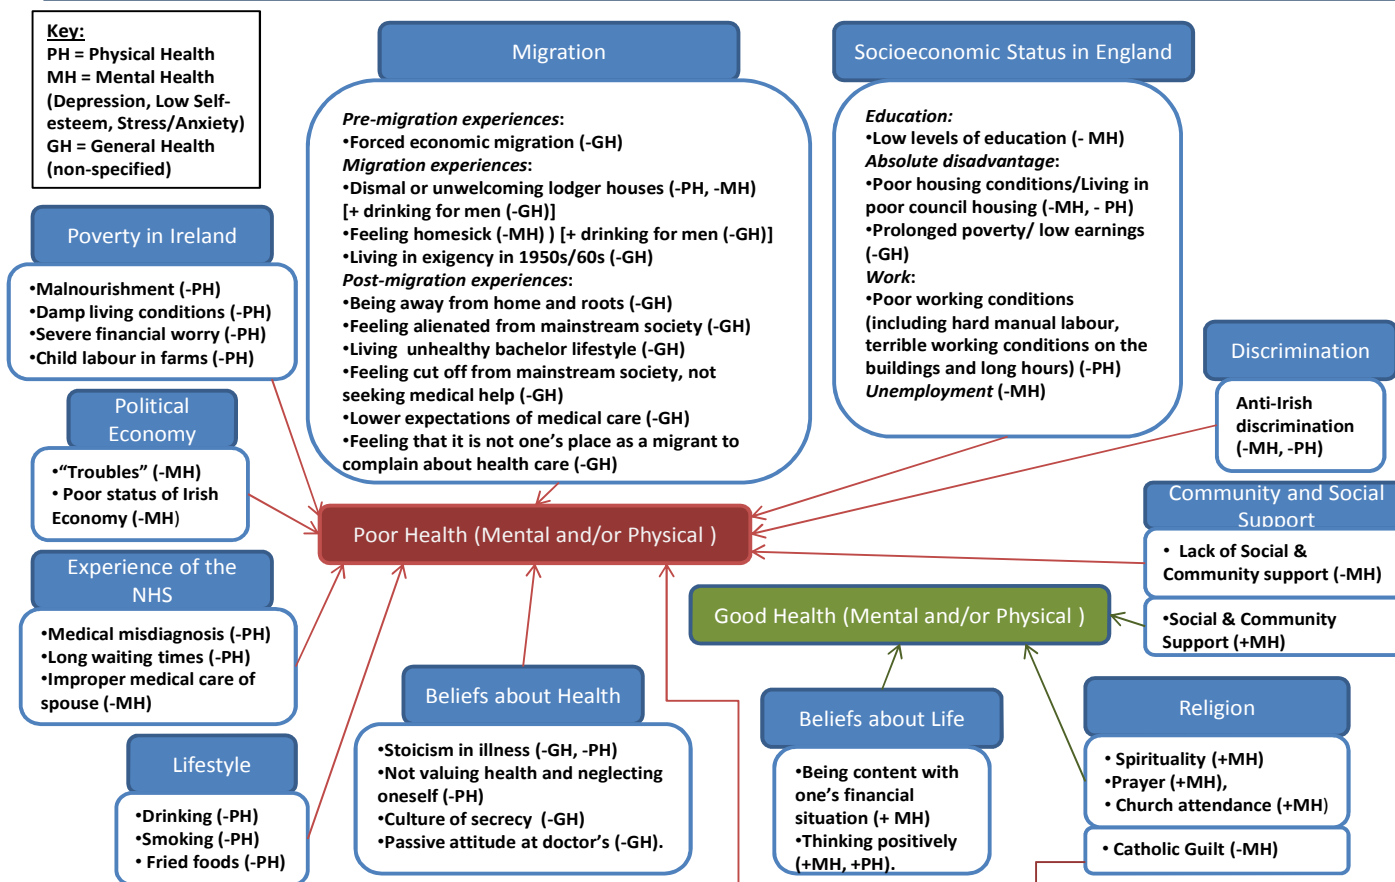 Key:
PH = Physical Health
MH = Mental Health
(Depression, Low Self-
esteem, Stress/Anxiety)
GH = General Health
(non-specified)
Migration
Pre-migration experiences:
•Forced economic migration (-GH)
Migration experiences:
•Dismal or unwelcoming lodger houses (-PH, -MH)
[+ drinking for men (-GH)]
•Feeling homesick (-MH) ) [+ drinking for men (-GH)]
•Living in exigency in 1950s/60s (-GH)
Post-migration experiences:
•Being away from home and roots (-GH)
•Feeling alienated from mainstream society (-GH)
•Living  unhealthy bachelor lifestyle (-GH)
•Feeling cut off from mainstream society, not
seeking medical help (-GH)
•Lower expectations of medical care (-GH)
•Feeling that it is not one's place as a migrant to
complain about health care (-GH)
Socioeconomic Status in England
Education:
•Low levels of education (- MH)
Absolute disadvantage:
•Poor housing conditions/Living in
poor council housing (-MH, - PH)
•Prolonged poverty/ low earnings
(-GH)
Work:
•Poor working conditions
(including hard manual labour,
terrible working conditions on the
buildings and long hours) (-PH)
Unemployment (-MH)
Poverty in Ireland
•Malnourishment (-PH)
•Damp living conditions (-PH)
•Severe financial worry (-PH)
•Child labour in farms (-PH)
Discrimination
Anti-Irish
discrimination
(-MH, -PH)
Political
Economy
•"Troubles" (-MH)
• Poor status of Irish
Economy (-MH)
Poor Health (Mental and/or Physical )
Community and Social
Support
• Lack of Social &
Community support (-MH)
•Social & Community
Support (+MH)
Experience of the
NHS
•Medical misdiagnosis (-PH)
•Long waiting times (-PH)
•Improper medical care of
spouse (-MH)
Good Health (Mental and/or Physical )
Beliefs about Health
•Stoicism in illness (-GH, -PH)
•Not valuing health and neglecting
oneself (-PH)
•Culture of secrecy  (-GH)
•Passive attitude at doctor's (-GH).
Beliefs about Life
•Being content with
one's financial
situation (+ MH)
•Thinking positively
(+MH, +PH).
Religion
• Spirituality (+MH)
•Prayer (+MH),
• Church attendance (+MH)
• Catholic Guilt (-MH)
Lifestyle
•Drinking (-PH)
•Smoking (-PH)
• Fried foods (-PH)